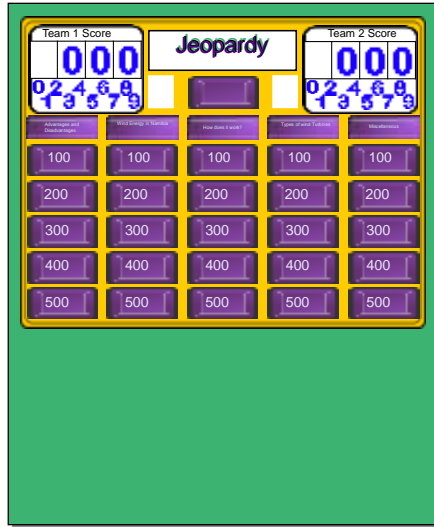 Team 1 Score
Jeopardy
Team 2 Score
000
000
0 1 2 3 4 5 6 7 8 9
0 1 2 3 4 5 6 7 8 9
Advantages and
Disadvantages
Wind Energy in Namibia
How does it work?
Types of wind Turbines
Miscellaneous
100 100 100 100 100
200 200 200 200 200
300 300 300 300 300
400 400 400 400 400
500 500 500 500 500